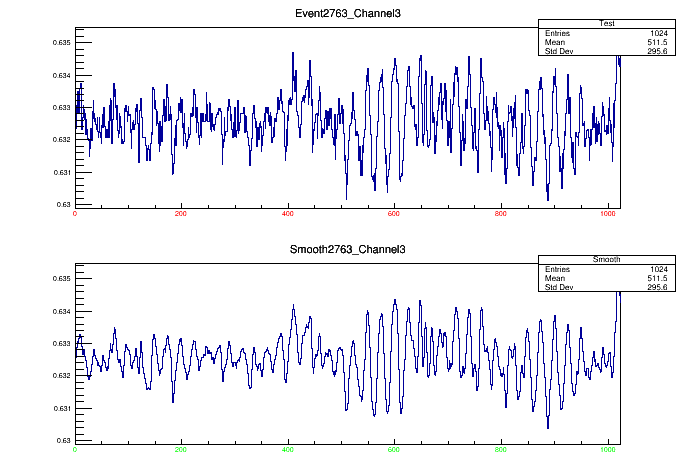 Event2763_Channel3
Test
Entries 1024
Mean 511.5
Std Dev 295.6
0.635
0.634
0.633
0.632
0.631
0.63
0 200 400 600 800 1000
Smooth2763_Channel3
Smooth
Entries 1024
Mean 511.5
Std Dev 295.6
0.635
0.634
0.633
0.632
0.631
0.63
0 200 400 600 800 1000